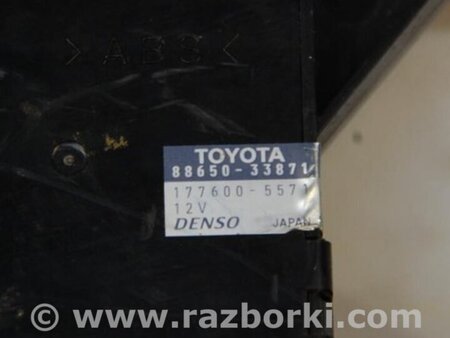 >ABS<
TOYOTA
88650-33871
177600-5571
12V
DENSO JAPAN
© www.razborki.com